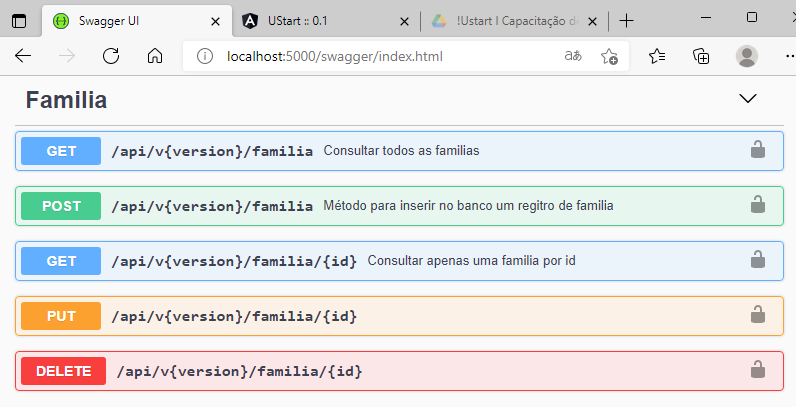 Swagger UI
UStart :: 0.1
!Ustart I Capacitação d
localhost:5000/swagger/index.html
aあ
Familia
GET /api/v{version}/familia Consultar todos as familias
POST /api/v{version}/familia Método para inserir no banco um regitro de familia
GET /api/v{version}/familia/{id} Consultar apenas uma familia por id
PUT /api/v{version}/familia/{id}
DELETE /api/v{version}/familia/{id}